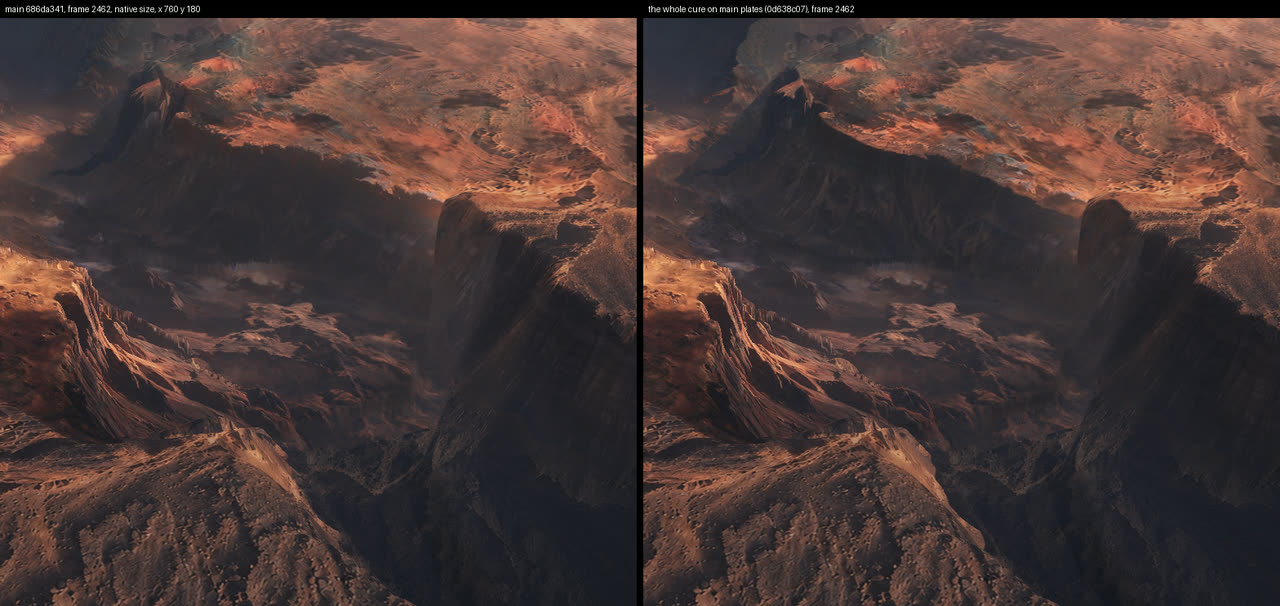 main 686da341, frame 2462, native size, x 760 y 180
the whole cure on main plates (0d638c07), frame 2462